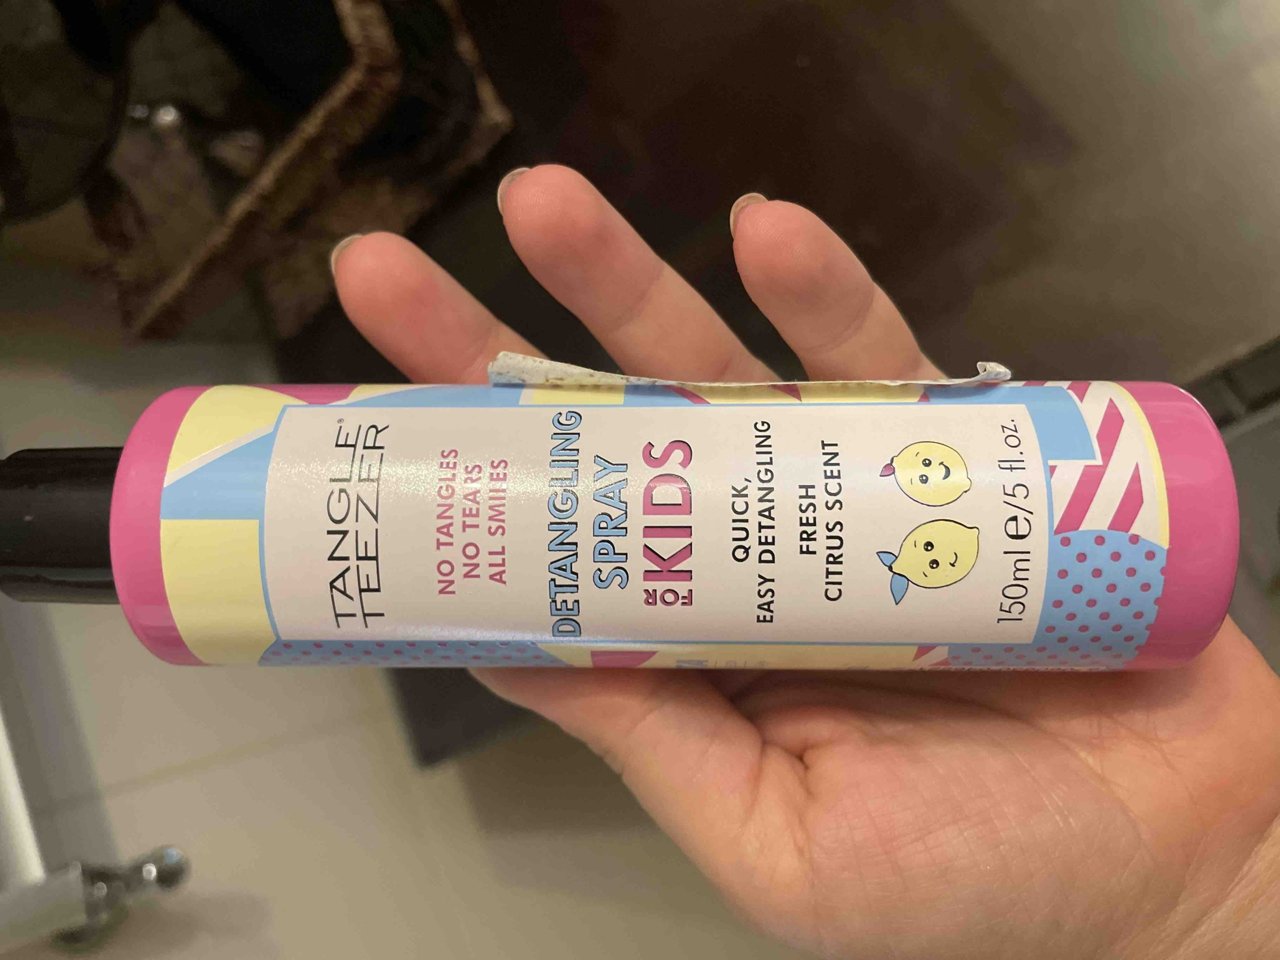 TANGLE
TEEZER®
NO TANGLES
NO TEARS
ALL SMILES
DETANGLING
SPRAY
FOR KIDS
QUICK,
EASY DETANGLING
FRESH
CITRUS SCENT
150ml e/5 fl.oz.